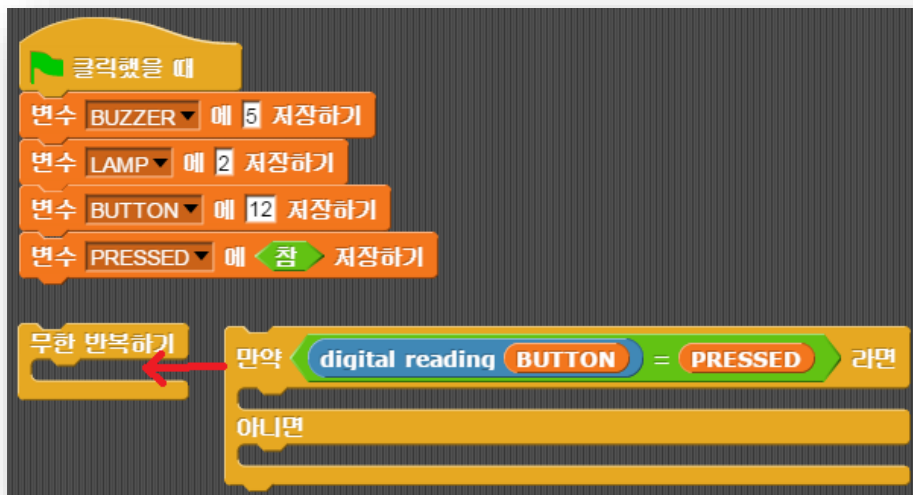 클릭했을 때
변수 BUZZER 에 5 저장하기
변수 LAMP 에 2 저장하기
변수 BUTTON 에 12 저장하기
변수 PRESSED 에 참 저장하기
무한 반복하기
만약 digital reading BUTTON = PRESSED 라면
아니면